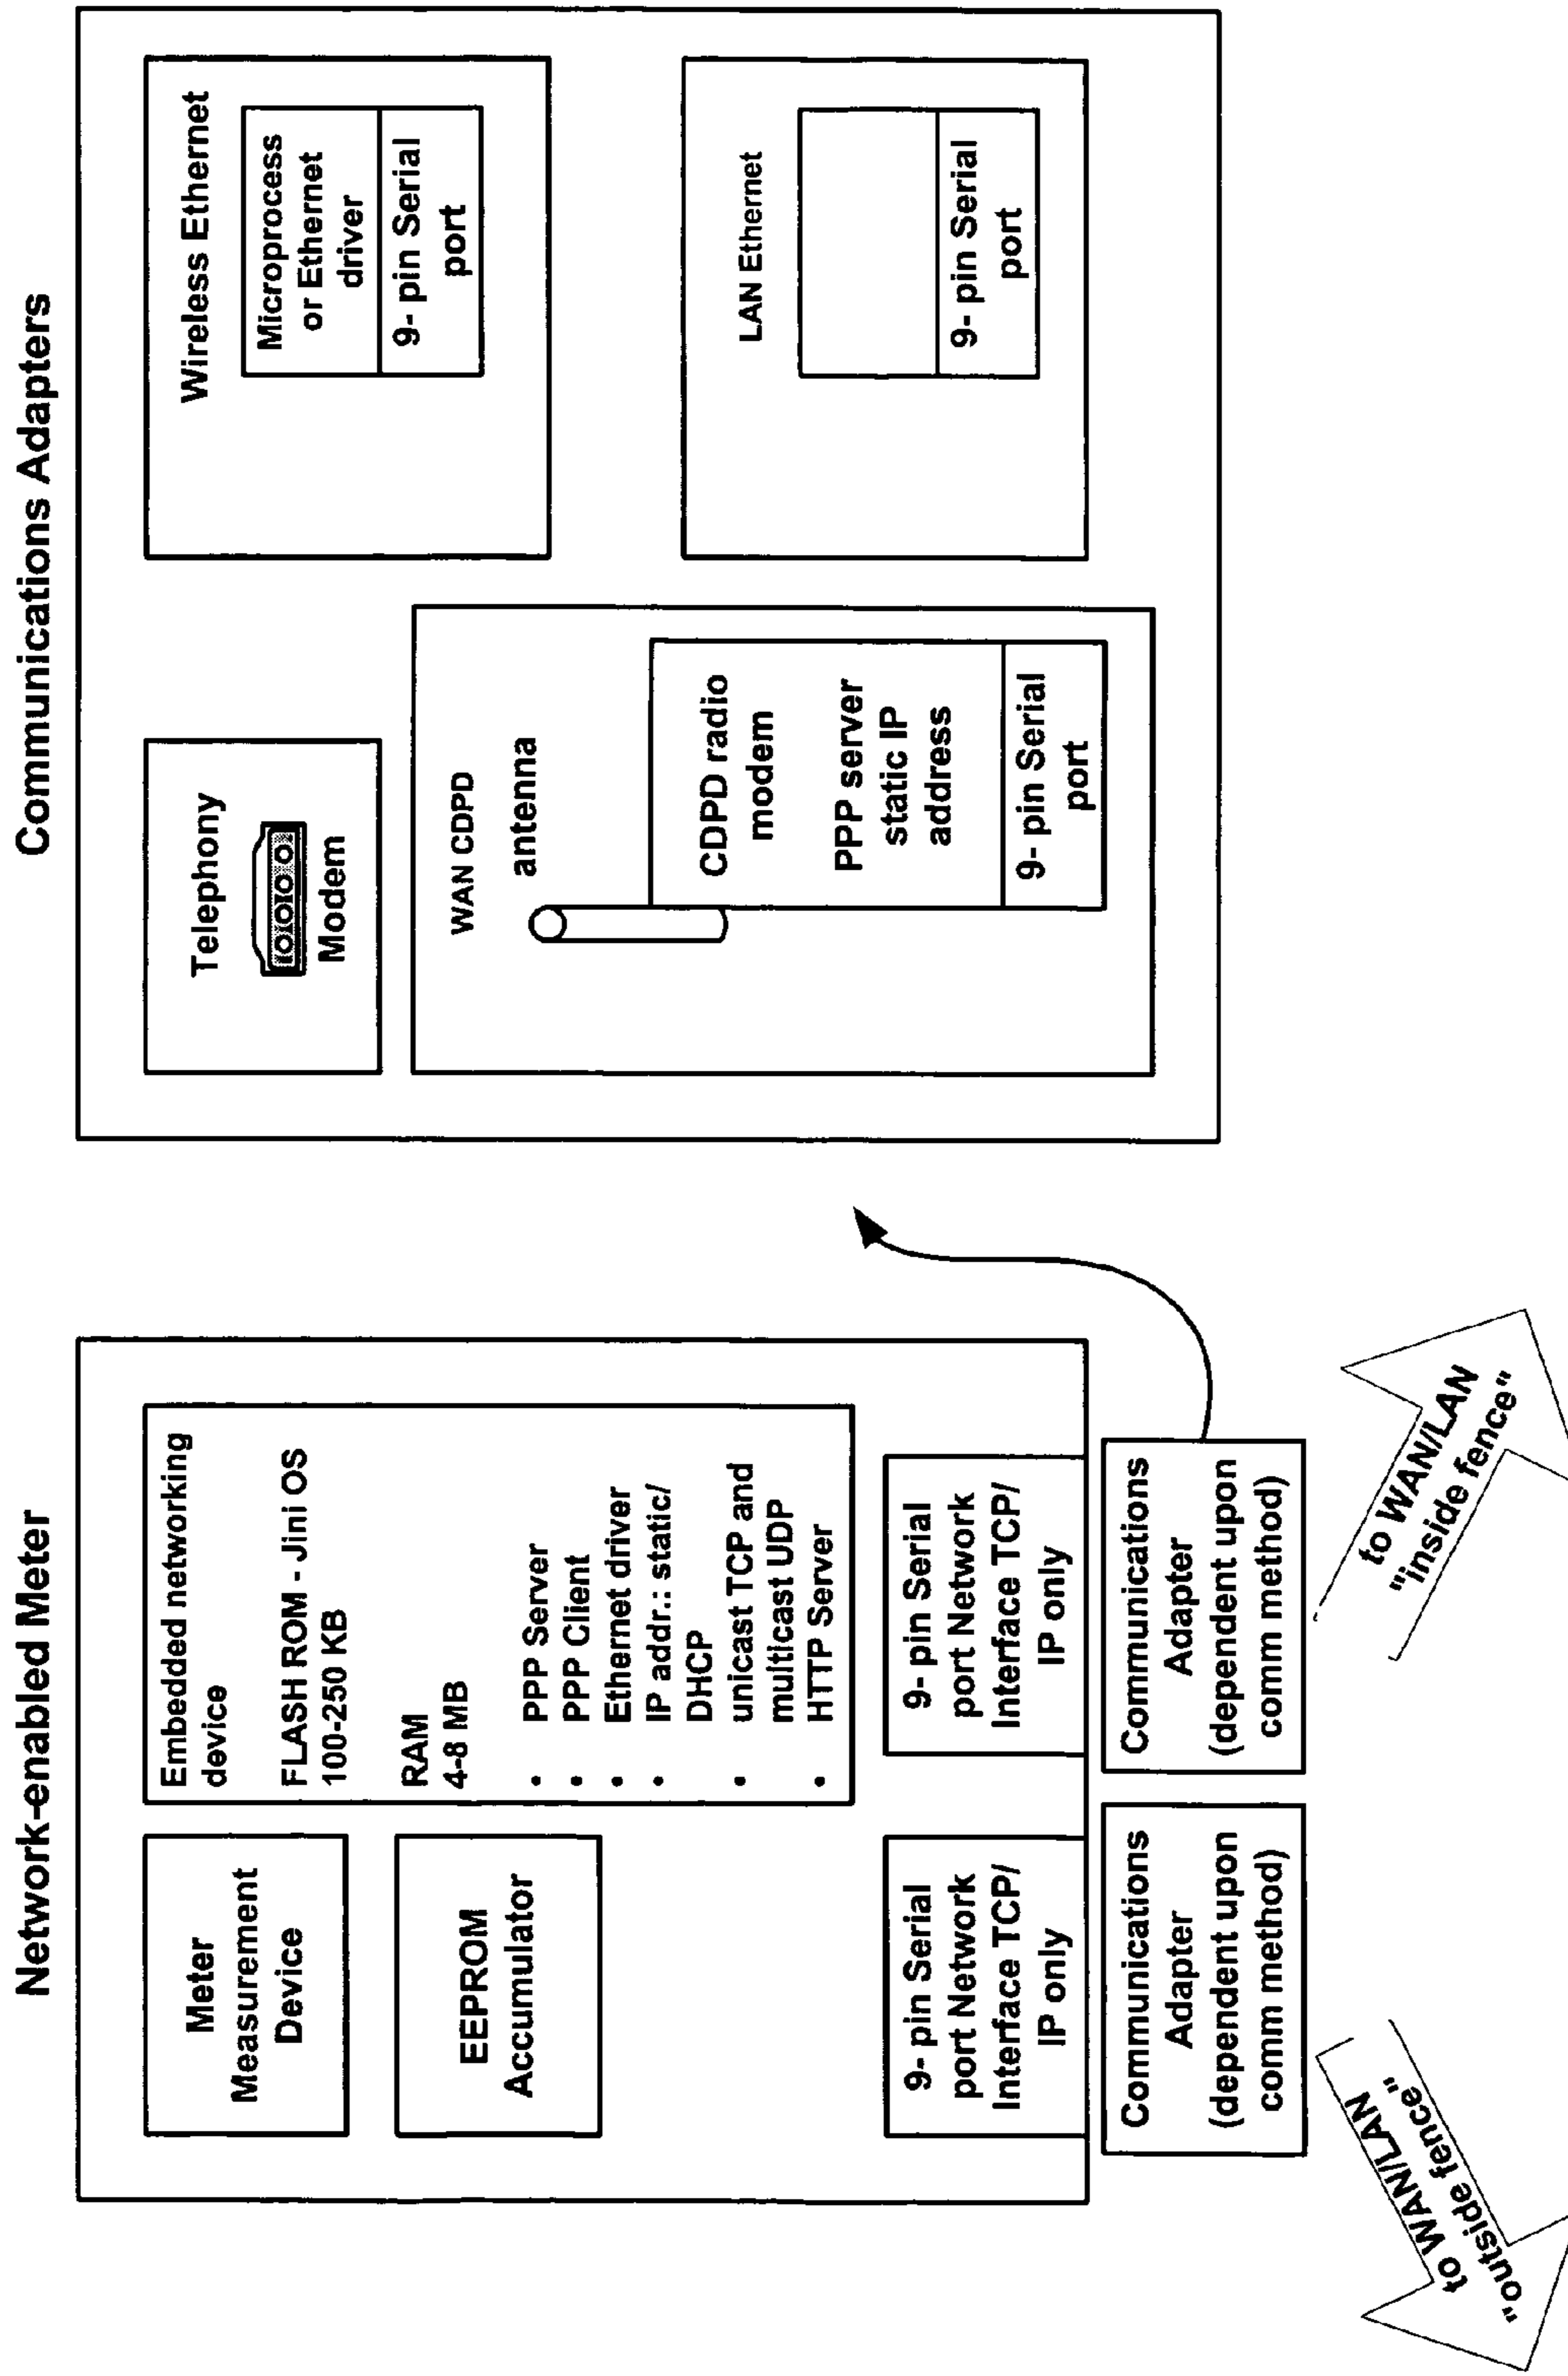 Network-enabled Meter
Meter
Measurement
Device
EEPROM
Accumulator
Embedded networking
device
FLASH ROM - Jini OS
100-250 KB
RAM
4-8 MB
• PPP Server
• PPP Client
• Ethernet driver
• IP addr.: static/
DHCP
• unicast TCP and
multicast UDP
• HTTP Server
9- pin Serial
port Network
Interface TCP/
IP only
9- pin Serial
port Network
Interface TCP/
IP only
Communications
Adapter
(dependent upon
comm method)
Communications
Adapter
(dependent upon
comm method)
to WAN/LAN
"outside fence"
to WAN/LAN
"inside fence"
Communications Adapters
Telephony
Modem
Wireless Ethernet
Microprocess
or Ethernet
driver
9- pin Serial
port
WAN CDPD
antenna
CDPD radio
modem
PPP server
static IP
address
9- pin Serial
port
LAN Ethernet
9- pin Serial
port